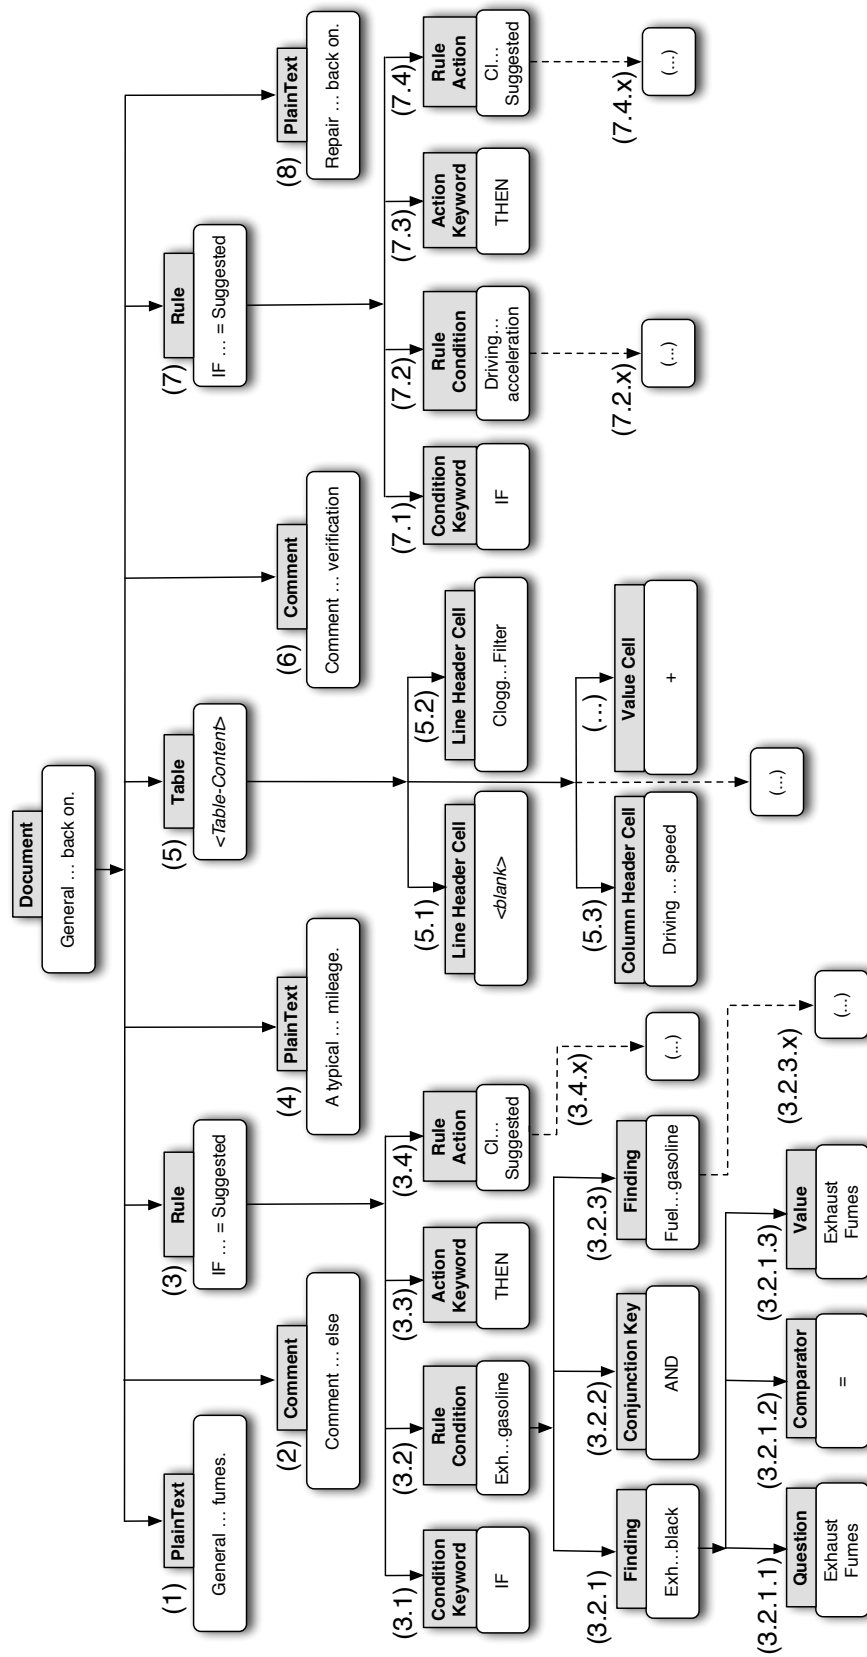 Document
General … back on.
(1)
PlainText
General … fumes.
(2)
Comment
Comment … else
(3)
Rule
IF … = Suggested
(4)
PlainText
A typical … mileage.
(5)
Table
<Table-Content>
(6)
Comment
Comment … verification
(7)
Rule
IF … = Suggested
(8)
PlainText
Repair … back on.
(3.1)
Condition
Keyword
IF
(3.2)
Rule
Condition
Exh…gasoline
(3.3)
Action
Keyword
THEN
(3.4)
Rule
Action
Cl…
Suggested
(3.4.x)
(...)
(3.2.1)
Finding
Exh...black
(3.2.2)
Conjunction Key
AND
(3.2.3)
Finding
Fuel…gasoline
(3.2.3.x)
(...)
(3.2.1.1)
Question
Exhaust
Fumes
(3.2.1.2)
Comparator
=
(3.2.1.3)
Value
Exhaust
Fumes
(5.1)
Line Header Cell
<blank>
(5.2)
Line Header Cell
Clogg…Filter
(5.3)
Column Header Cell
Driving … speed
(...)
Value Cell
+
(...)
(7.1)
Condition
Keyword
IF
(7.2)
Rule
Condition
Driving…
acceleration
(7.2.x)
(...)
(7.3)
Action
Keyword
THEN
(7.4)
Rule
Action
Cl…
Suggested
(7.4.x)
(...)